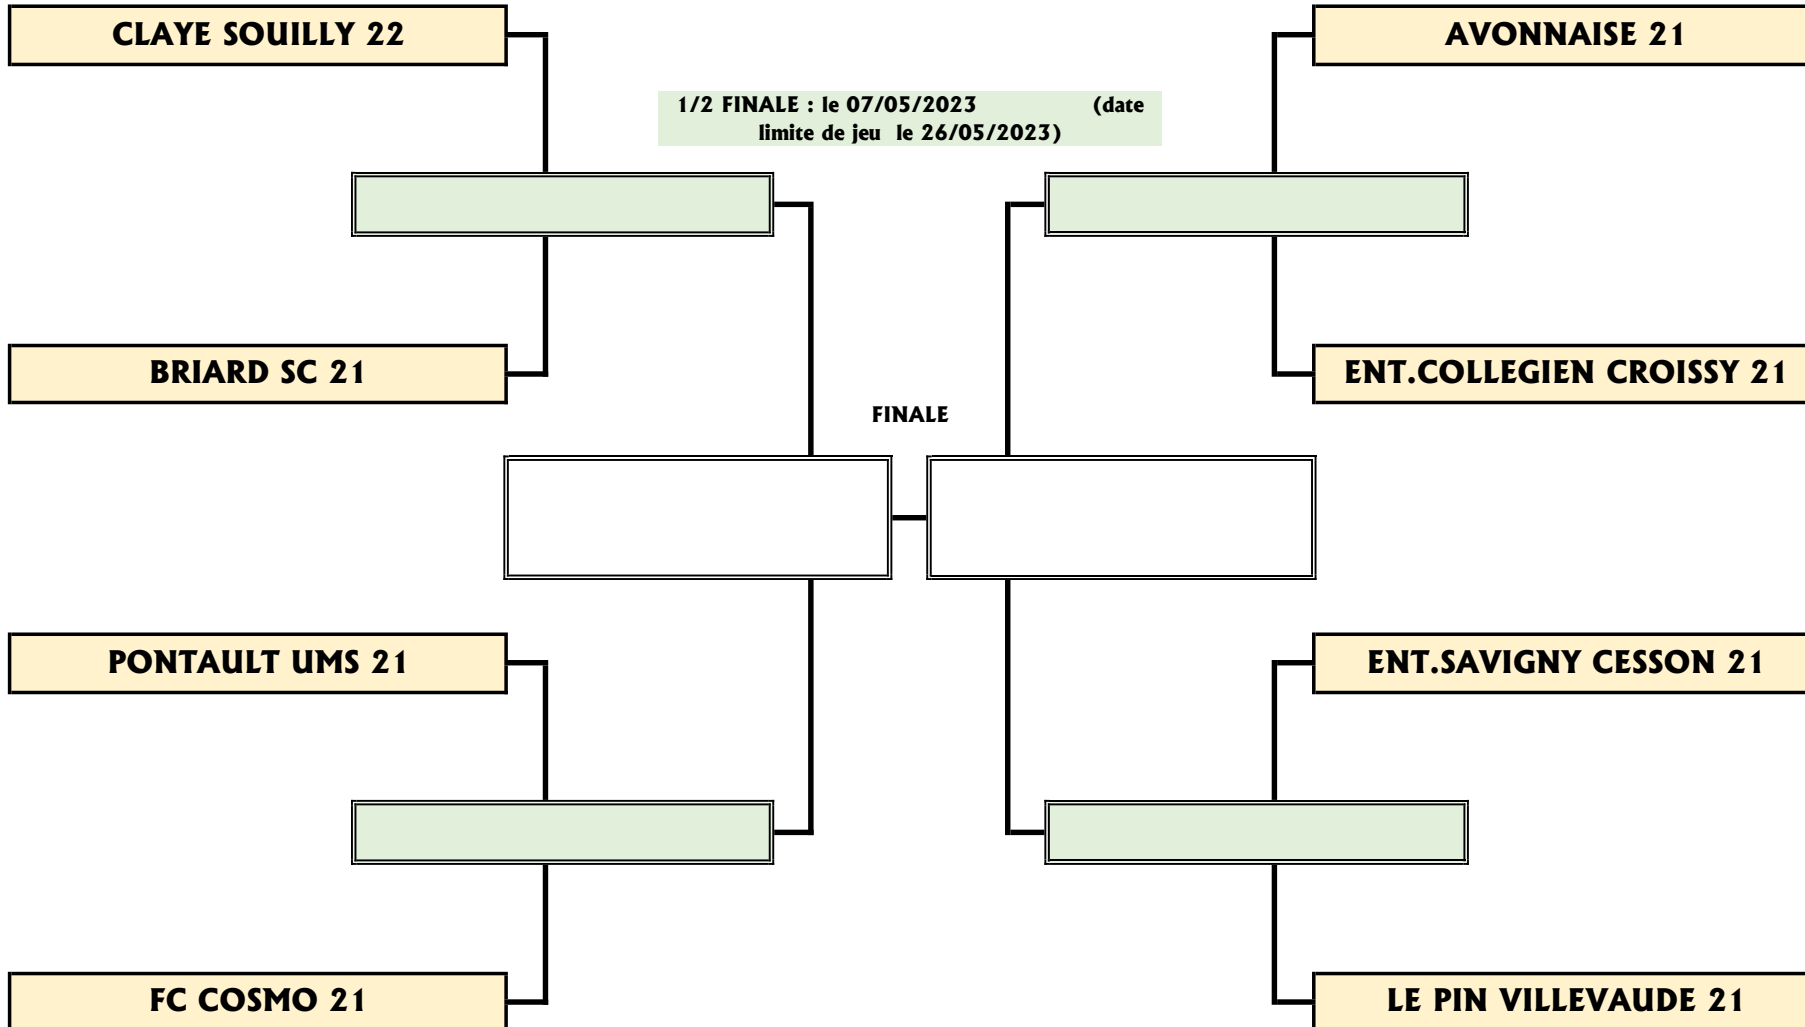 CLAYE SOUILLY 22
AVONNAISE 21
1/2 FINALE : le 07/05/2023 (date
limite de jeu le 26/05/2023)
BRIARD SC 21
ENT.COLLEGIEN CROISSY 21
FINALE
PONTAULT UMS 21
ENT.SAVIGNY CESSON 21
FC COSMO 21
LE PIN VILLEVAUDE 21